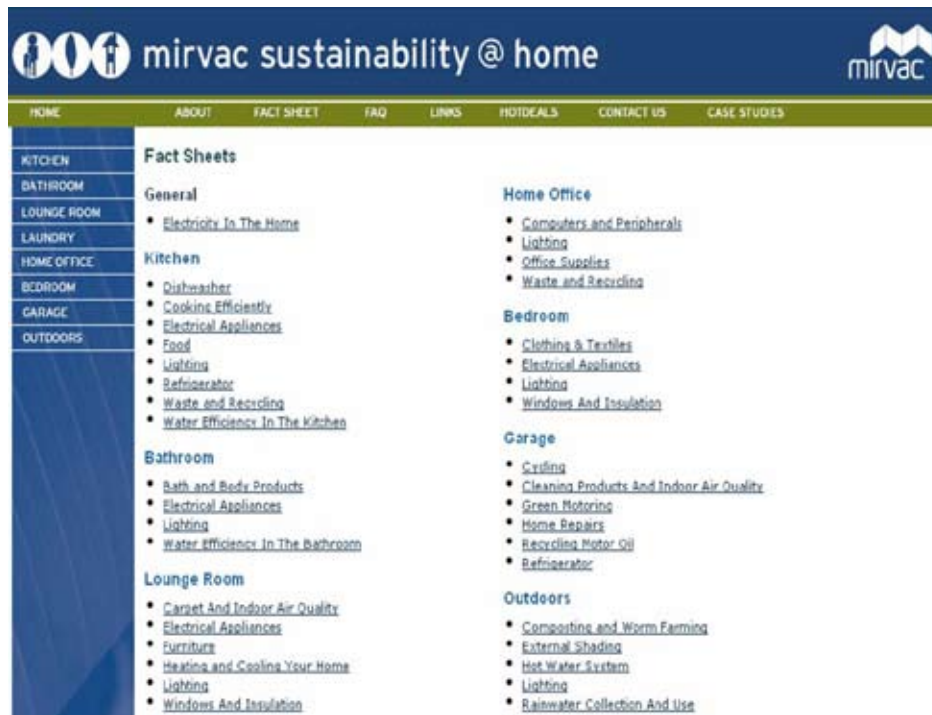 mirvac sustainability @ home
mirvac
HOME ABOUT FACT SHEET FAQ LINKS HOTDEALS CONTACT US CASE STUDIES
KITCHEN
BATHROOM
LOUNGE ROOM
LAUNDRY
HOME OFFICE
BEDROOM
GARAGE
OUTDOORS
Fact Sheets
General
Electricity In The Home
Kitchen
Dishwasher
Cooking Efficiently
Electrical Appliances
Food
Lighting
Refrigerator
Waste and Recycling
Water Efficiency In The Kitchen
Bathroom
Bath and Body Products
Electrical Appliances
Lighting
Water Efficiency In The Bathroom
Lounge Room
Carpet And Indoor Air Quality
Electrical Appliances
Furniture
Heating and Cooling Your Home
Lighting
Windows And Insulation
Home Office
Computers and Peripherals
Lighting
Office Supplies
Waste and Recycling
Bedroom
Clothing & Textiles
Electrical Appliances
Lighting
Windows And Insulation
Garage
Cycling
Cleaning Products And Indoor Air Quality
Green Motoring
Home Repairs
Recycling Motor Oil
Refrigerator
Outdoors
Composting and Worm Farming
External Shading
Hot Water System
Lighting
Rainwater Collection And Use